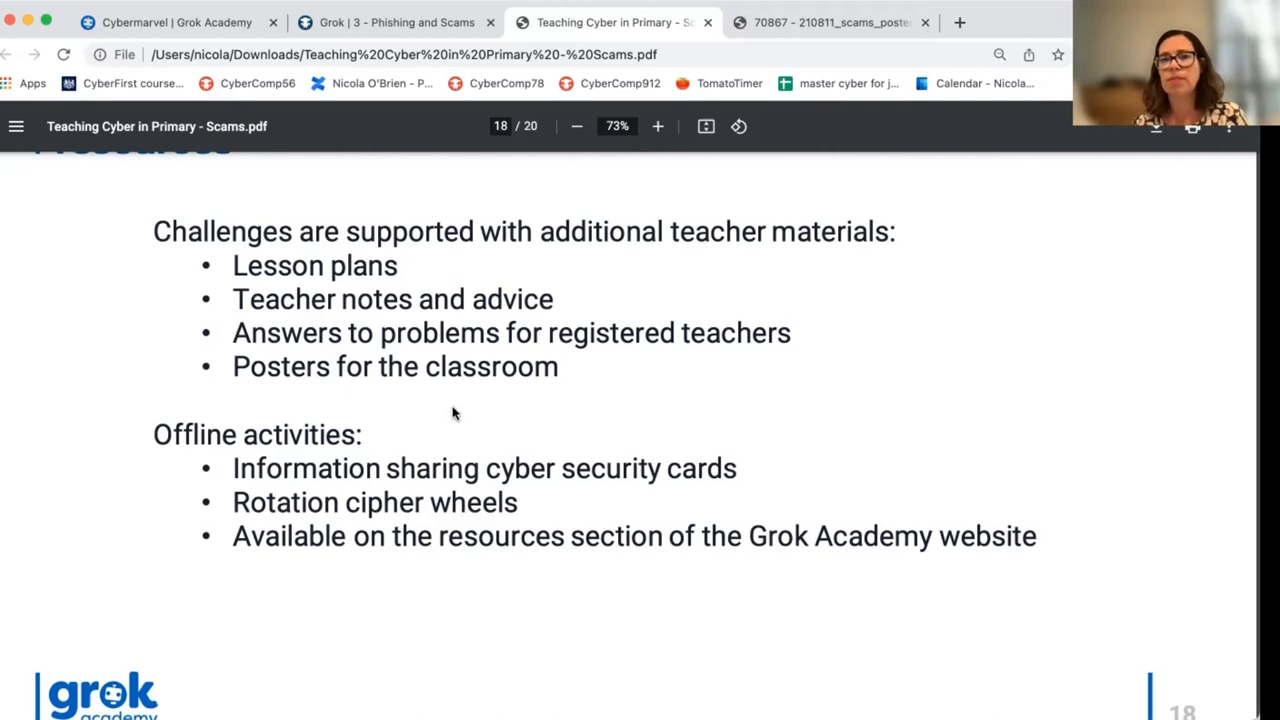 Cybermarvel | Grok Academy
Grok | 3 - Phishing and Scams
Teaching Cyber in Primary - Sc
70867 - 210811_scams_poste
File | /Users/nicola/Downloads/Teaching%20Cyber%20in%20Primary%20-%20Scams.pdf
Apps CyberFirst course... CyberComp56 Nicola O'Brien - P... CyberComp78 CyberComp912 TomatoTimer master cyber for j... Calendar - Nicola...
Teaching Cyber in Primary - Scams.pdf 18 / 20 73%
Challenges are supported with additional teacher materials:
• Lesson plans
• Teacher notes and advice
• Answers to problems for registered teachers
• Posters for the classroom
Offline activities:
• Information sharing cyber security cards
• Rotation cipher wheels
• Available on the resources section of the Grok Academy website
grok
academy
18